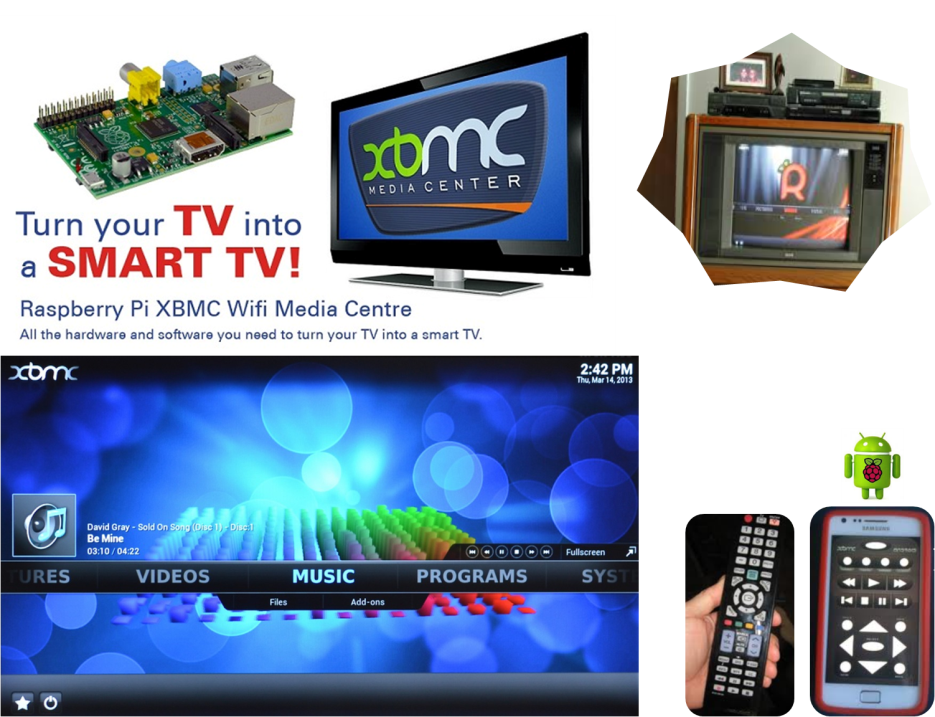 xbmc
MEDIA CENTER
Turn your TV into
a SMART TV!
Raspberry Pi XBMC Wifi Media Centre
All the hardware and software you need to turn your TV into a smart TV.
R
xbmc
2:42 PM
Thu, Mar 14, 2013
David Gray - Sold On Song (Disc 1) - Disc:1
Be Mine
03:10 / 04:22
Fullscreen
TURES VIDEOS MUSIC PROGRAMS SYST
Files Add-ons
SAMSUNG
xbmc